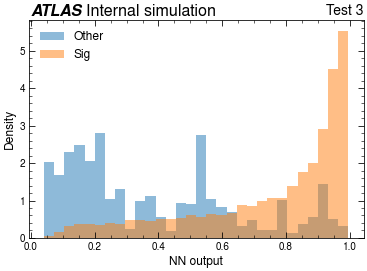 ATLAS Internal simulation Test 3
Other
Sig
Density
5
4
3
2
1
0
0.0 0.2 0.4 0.6 0.8 1.0
NN output